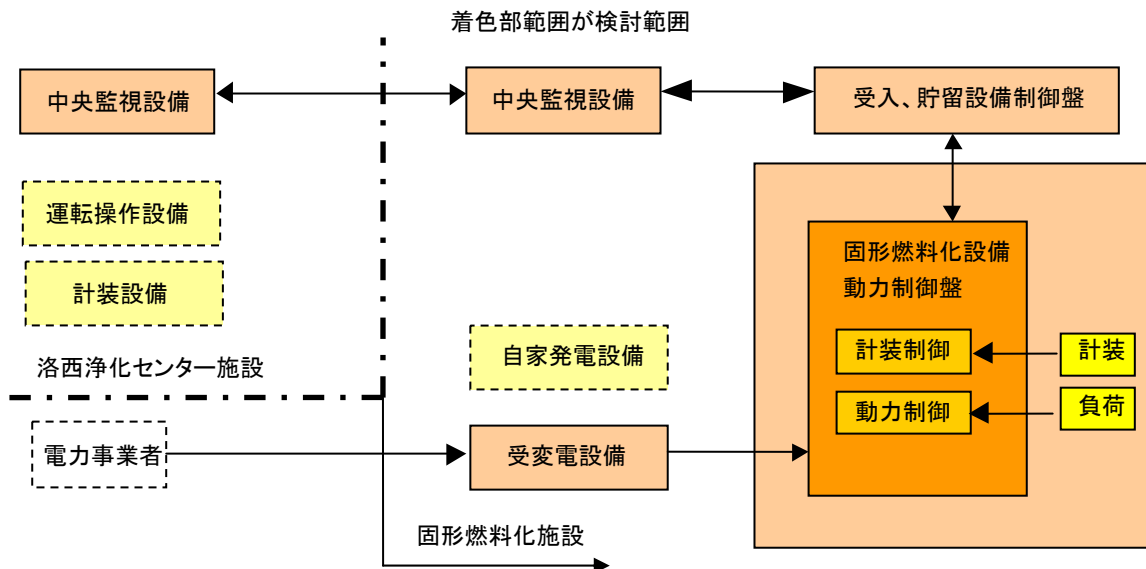 着色部範囲が検討範囲
中央監視設備
中央監視設備
受入、貯留設備制御盤
運転操作設備
計装設備
洛西浄化センター施設
固形燃料化設備
動力制御盤
自家発電設備
計装制御
計装
動力制御
負荷
電力事業者
受変電設備
固形燃料化施設